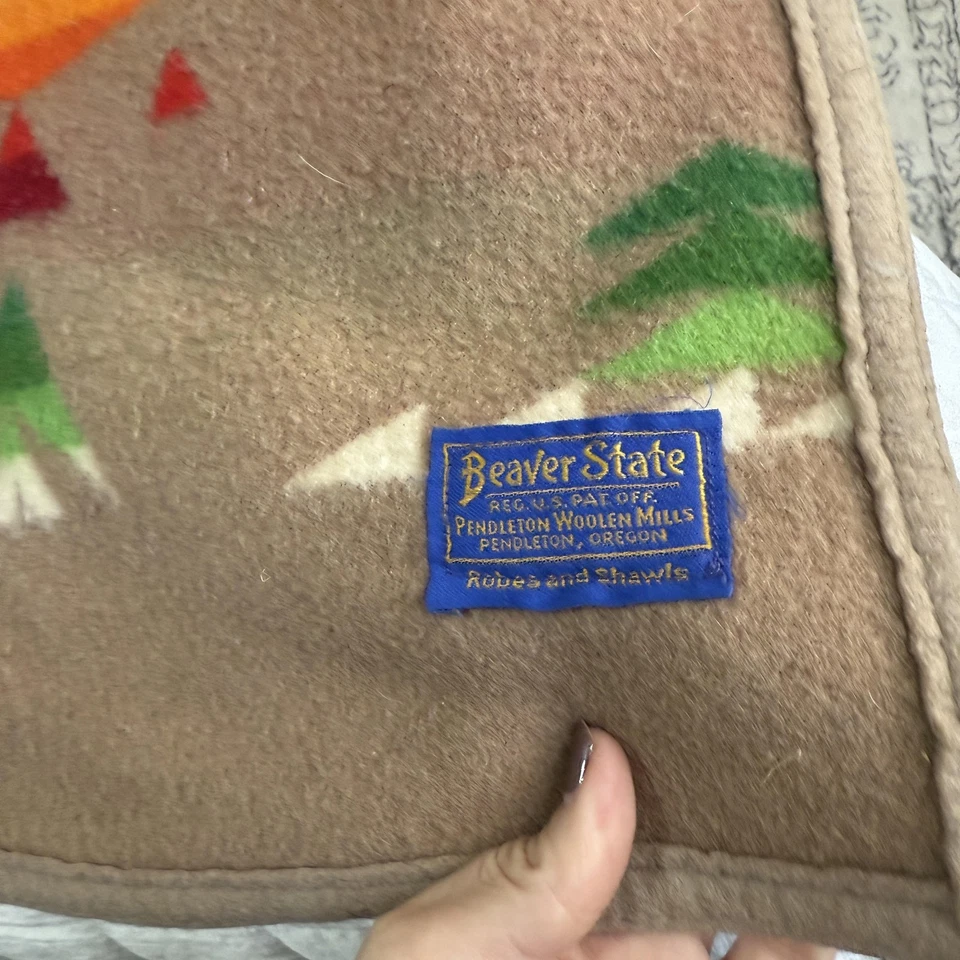 Beaver State
REG. U.S. PAT. OFF.
PENDLETON WOOLEN MILLS
PENDLETON, OREGON
Robes and Shawls